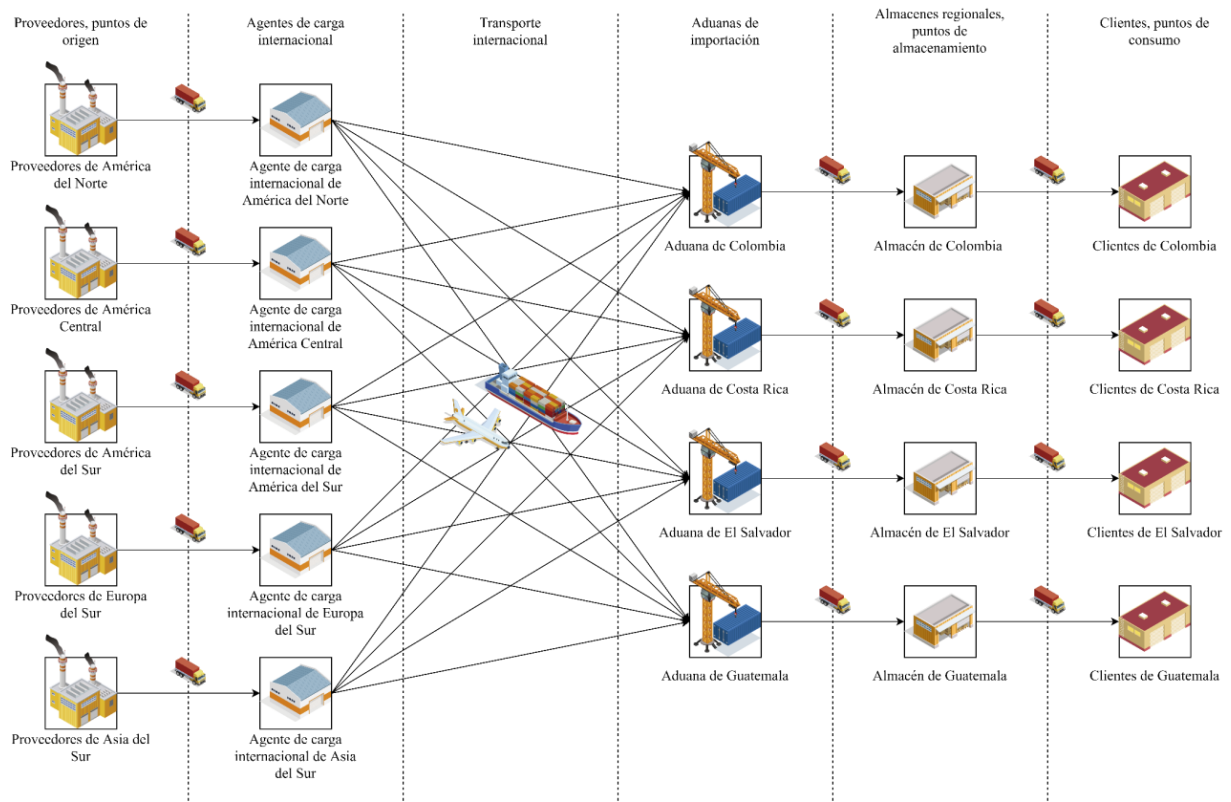 Proveedores, puntos de
origen
Agentes de carga
internacional
Transporte
internacional
Aduanas de
importación
Almacenes regionales,
puntos de
almacenamiento
Clientes, puntos de
consumo
Proveedores de América
del Norte
Agente de carga
internacional de
América del Norte
Aduana de Colombia
Almacén de Colombia
Clientes de Colombia
Proveedores de América
Central
Agente de carga
internacional de
América Central
Aduana de Costa Rica
Almacén de Costa Rica
Clientes de Costa Rica
Proveedores de América
del Sur
Agente de carga
internacional de
América del Sur
Aduana de El Salvador
Almacén de El Salvador
Clientes de El Salvador
Proveedores de Europa
del Sur
Agente de carga
internacional de Europa
del Sur
Aduana de Guatemala
Almacén de Guatemala
Clientes de Guatemala
Proveedores de Asia del
Sur
Agente de carga
internacional de Asia
del Sur